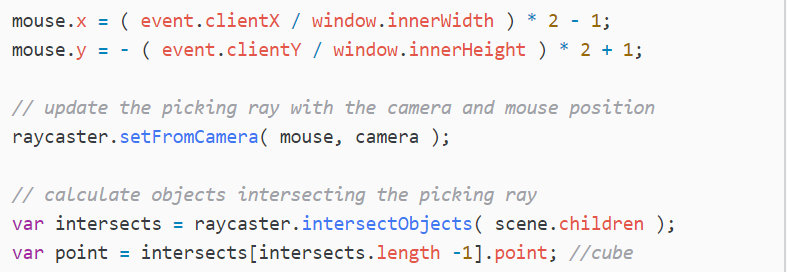 mouse.x = ( event.clientX / window.innerWidth ) * 2 - 1;
mouse.y = - ( event.clientY / window.innerHeight ) * 2 + 1;
// update the picking ray with the camera and mouse position
raycaster.setFromCamera( mouse, camera );
// calculate objects intersecting the picking ray
var intersects = raycaster.intersectObjects( scene.children );
var point = intersects[intersects.length -1].point; //cube